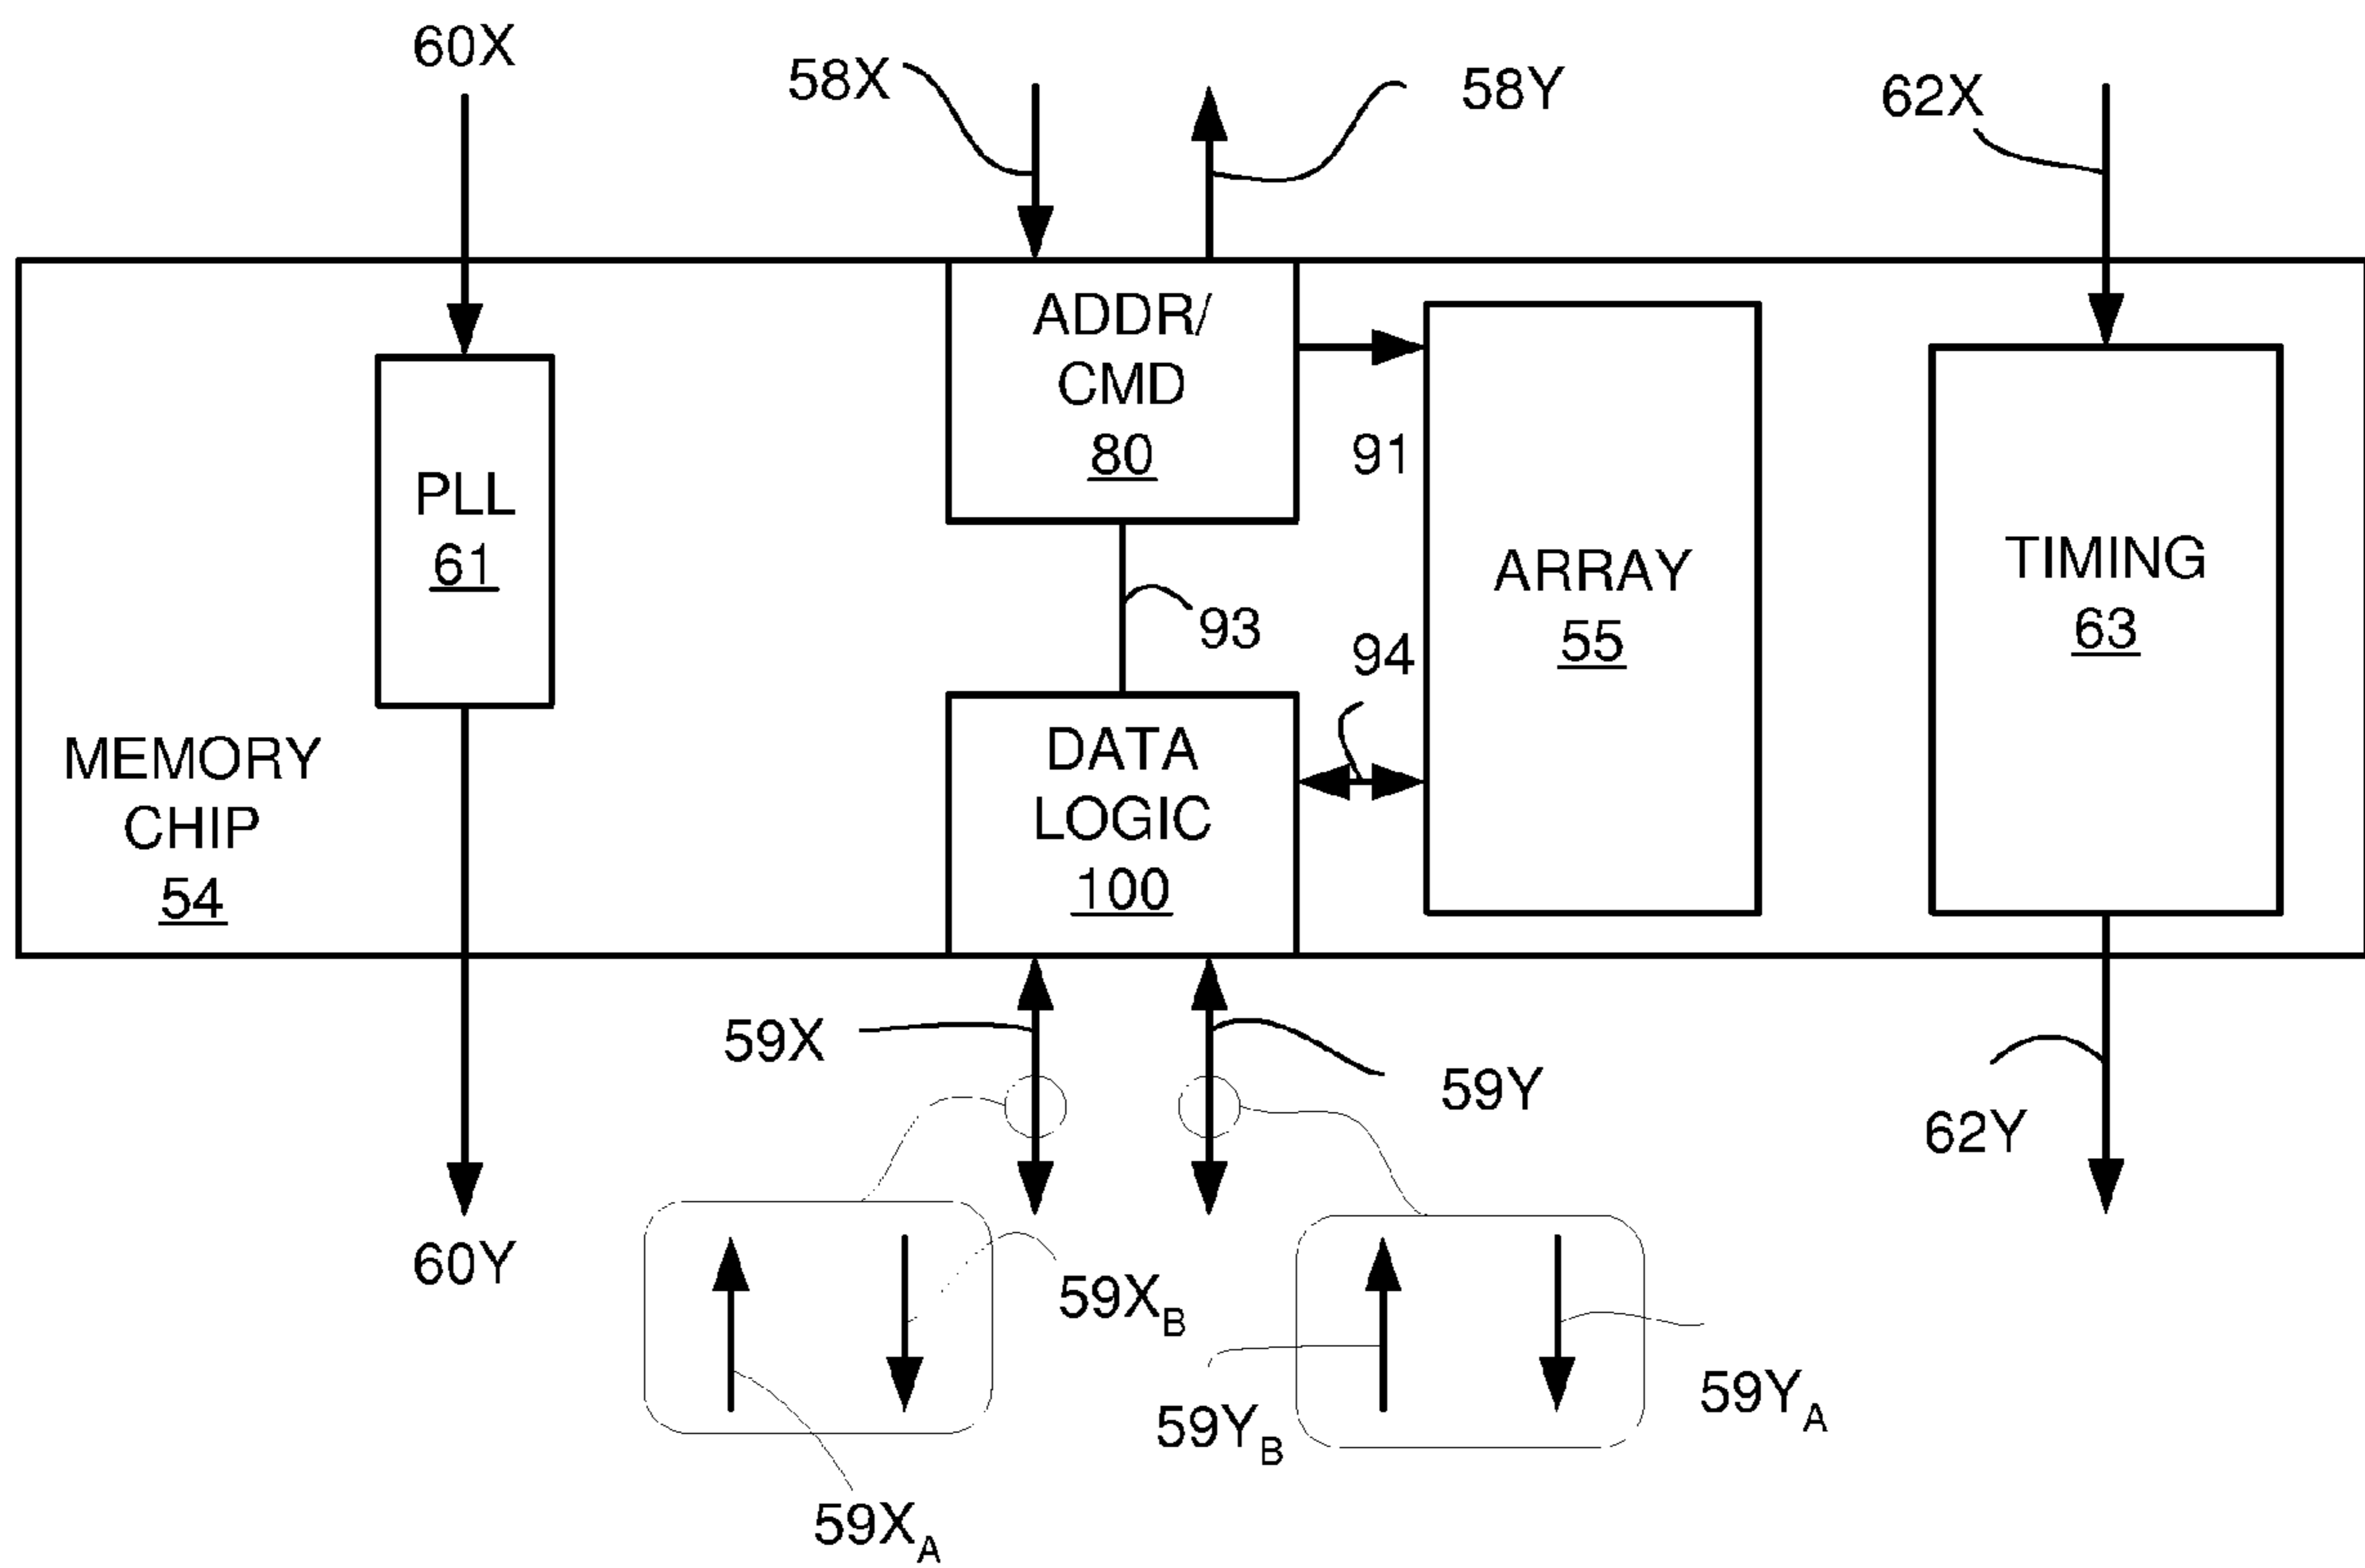 60X
58X
58Y
62X
ADDR/
CMD
80
91
PLL
61
ARRAY
55
TIMING
63
93
94
MEMORY
CHIP
54
DATA
LOGIC
100
59X
59Y
62Y
60Y
59XB
59YB
59YA
59XA